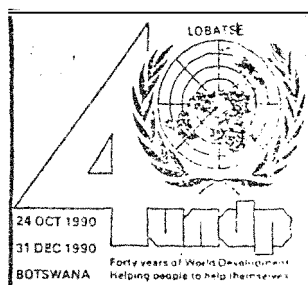 LOBATSE
40
24 OCT 1990
undp
31 DEC 1990
BOTSWANA
Forty years of World Development
Helping people to help themselves